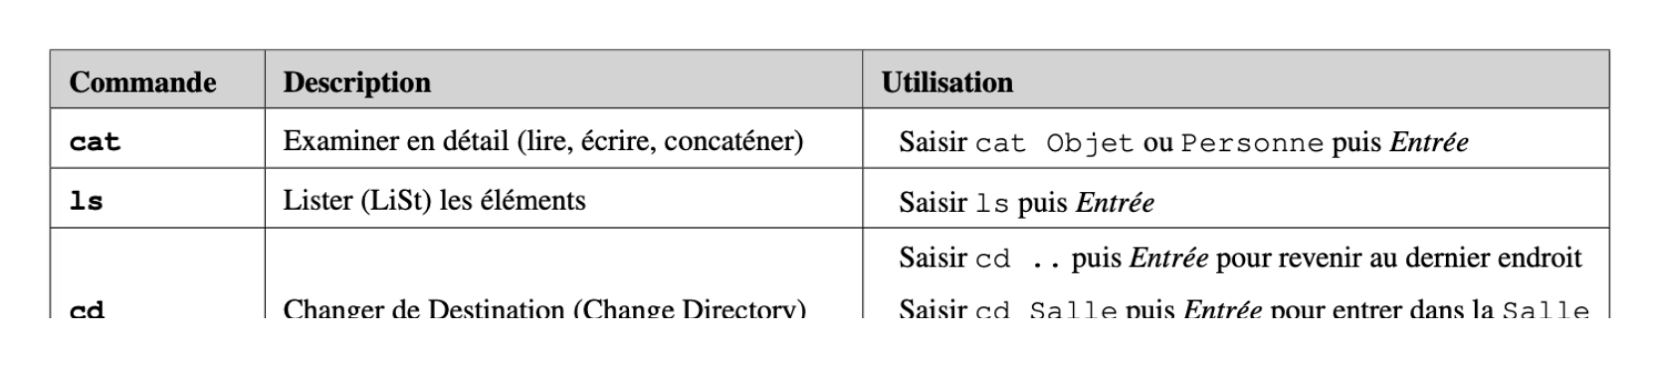 Commande Description Utilisation
cat Examiner en détail (lire, écrire, concaténer) Saisir cat Objet ou Personne puis Entrée
ls Lister (LiSt) les éléments Saisir ls puis Entrée
Saisir cd .. puis Entrée pour revenir au dernier endroit
cd Changer de Destination (Change Directory) Saisir cd Salle puis Entrée pour entrer dans la Salle